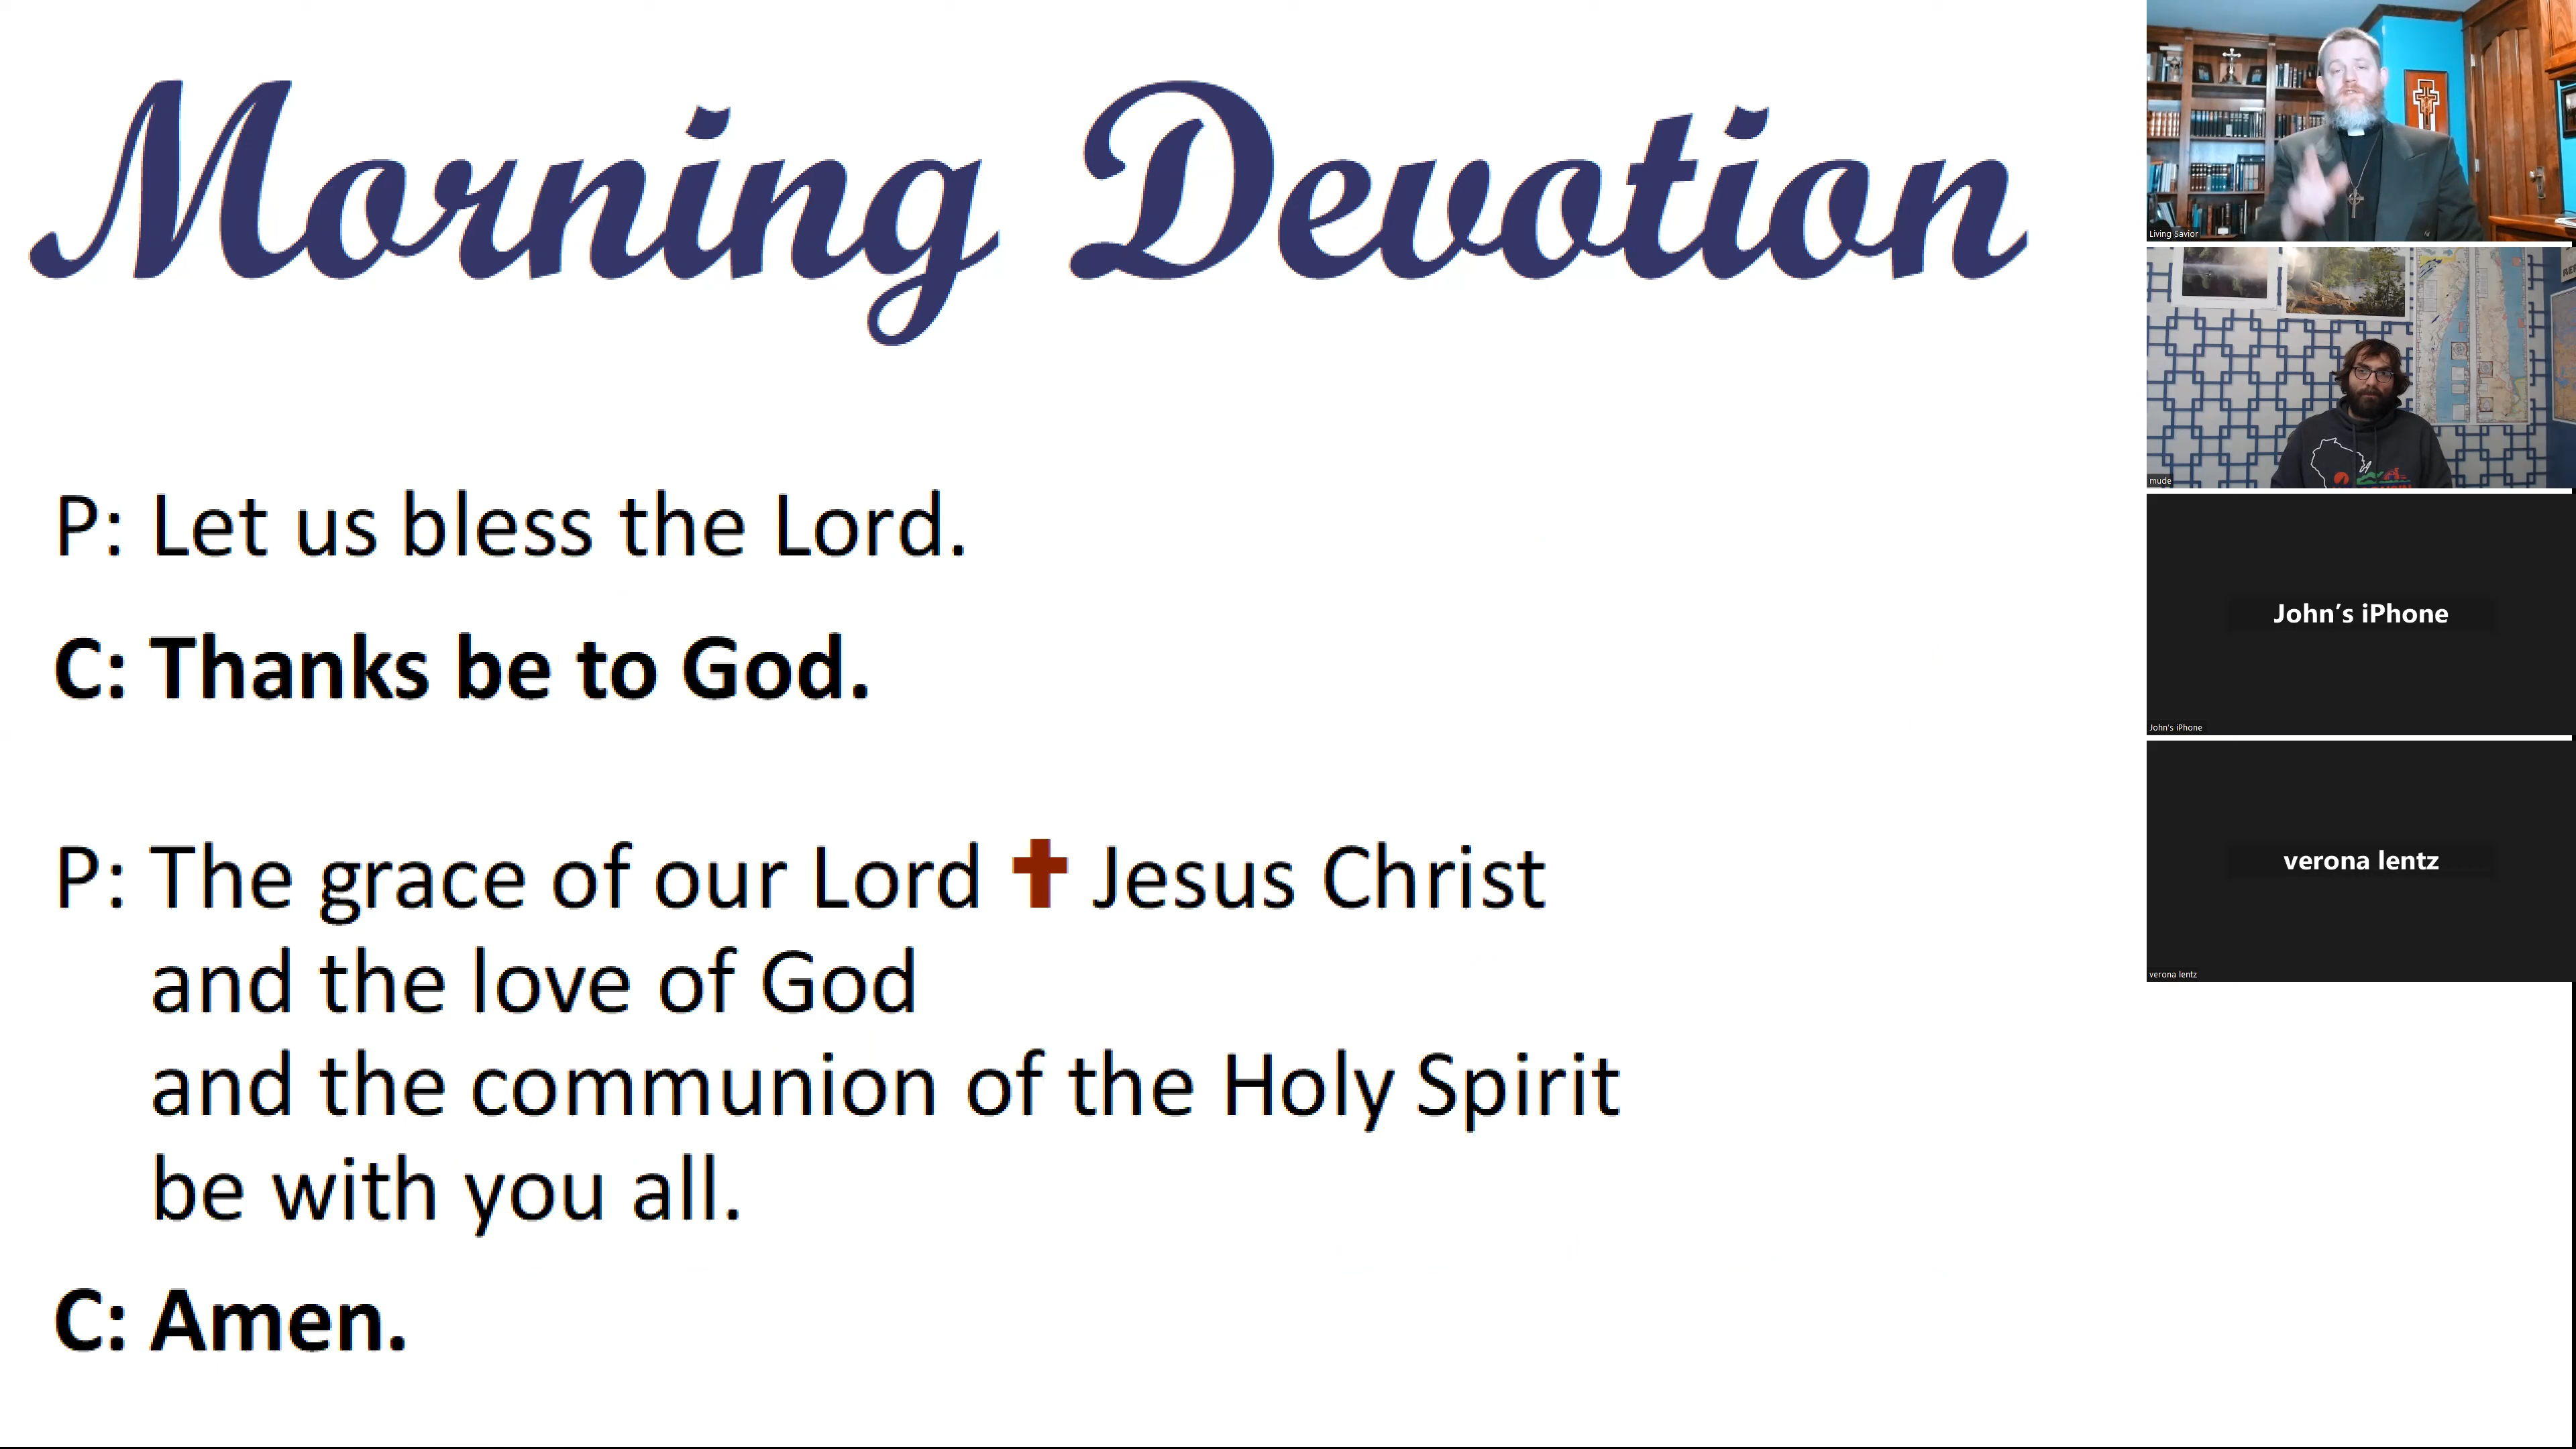 Morning Devotion
P: Let us bless the Lord.
C: Thanks be to God.
P: The grace of our Lord ✝ Jesus Christ
and the love of God
and the communion of the Holy Spirit
be with you all.
C: Amen.
Living Savior
mude
John's iPhone
John's iPhone
verona lentz
verona lentz